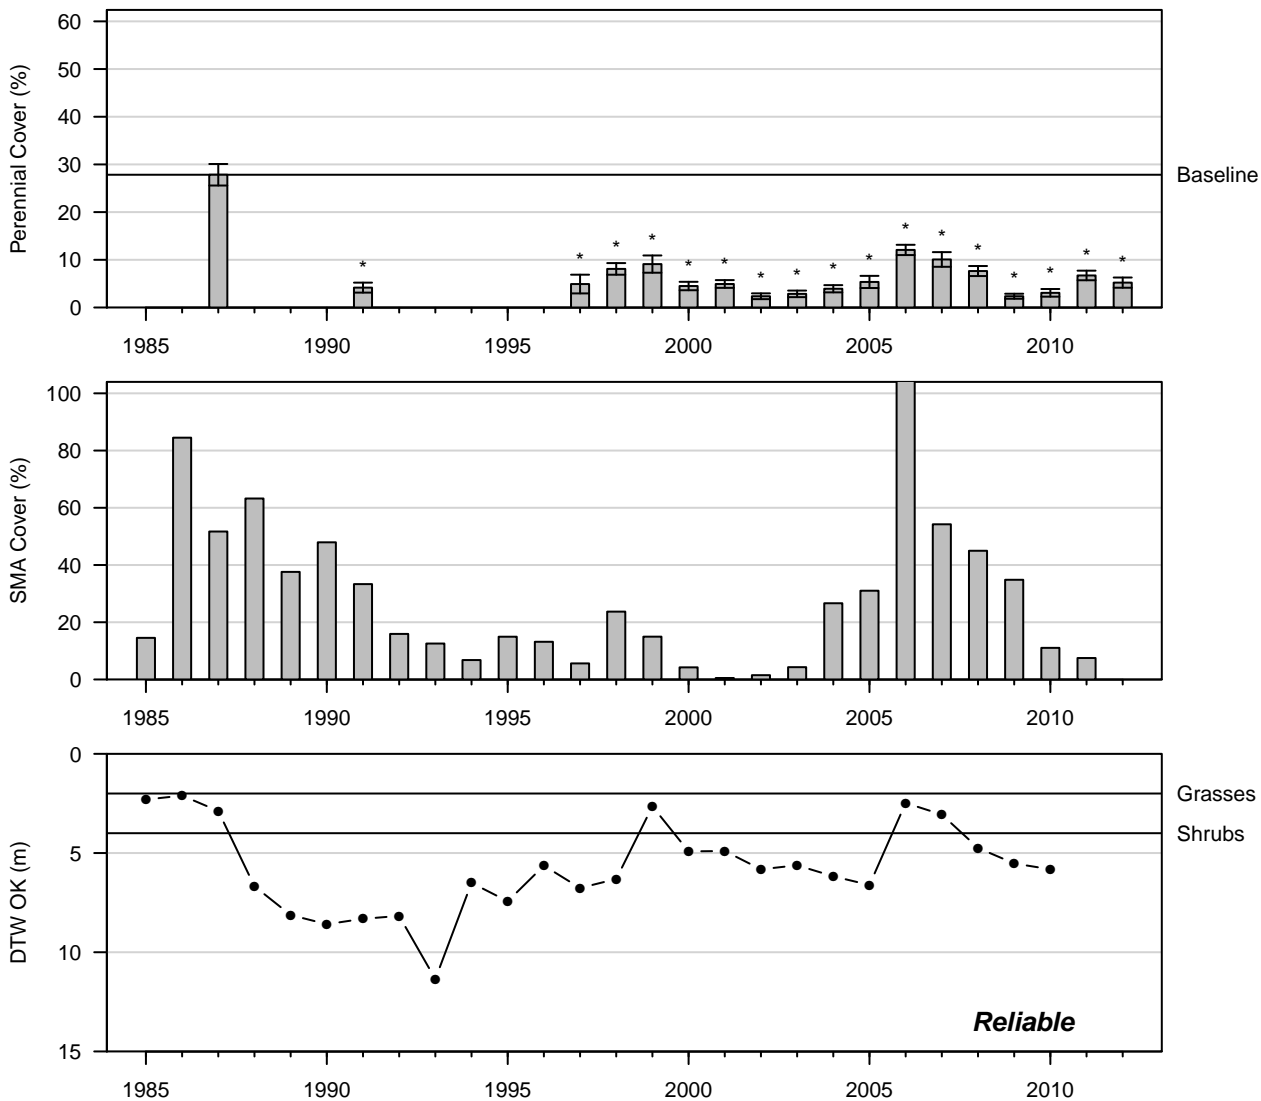 Perennial Cover (%)
60
50
40
30
20
10
0
Baseline
* * * * * * * * * * * * * * * * *
1985 1990 1995 2000 2005 2010
SMA Cover (%)
100
80
60
40
20
0
1985 1990 1995 2000 2005 2010
DTW OK (m)
0
5
10
15
Grasses
Shrubs
Reliable
1985 1990 1995 2000 2005 2010